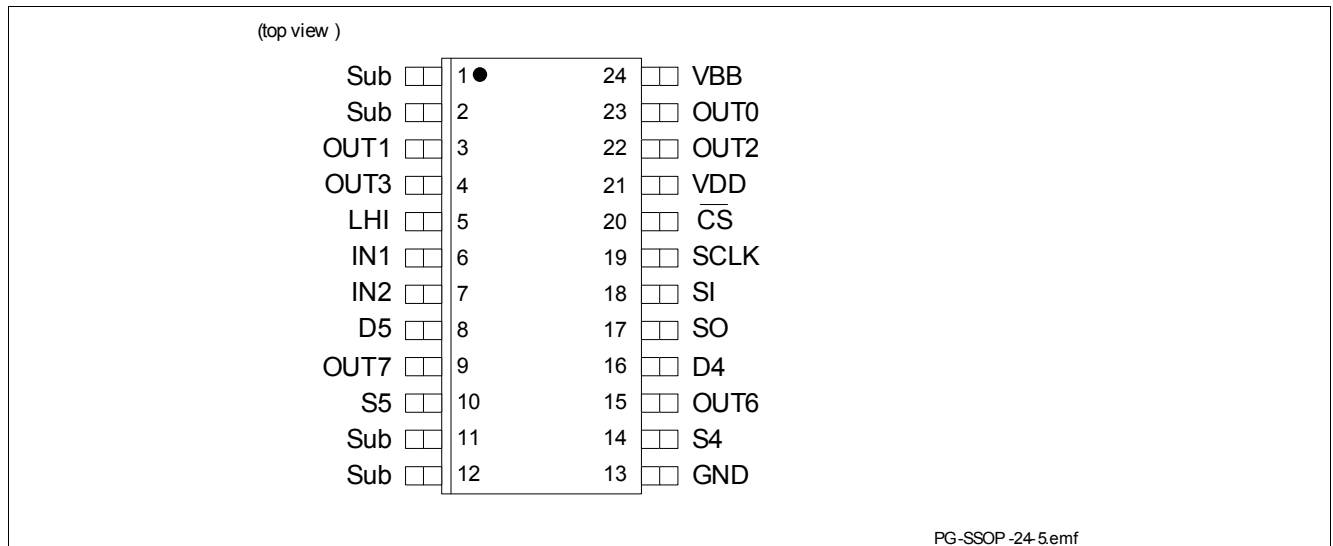 (top view )
Sub 1 24 VBB
Sub 2 23 OUT0
OUT1 3 22 OUT2
OUT3 4 21 VDD
LHI 5 20 C̅S̅
IN1 6 19 SCLK
IN2 7 18 SI
D5 8 17 SO
OUT7 9 16 D4
S5 10 15 OUT6
Sub 11 14 S4
Sub 12 13 GND
PG-SSOP -24-5.emf